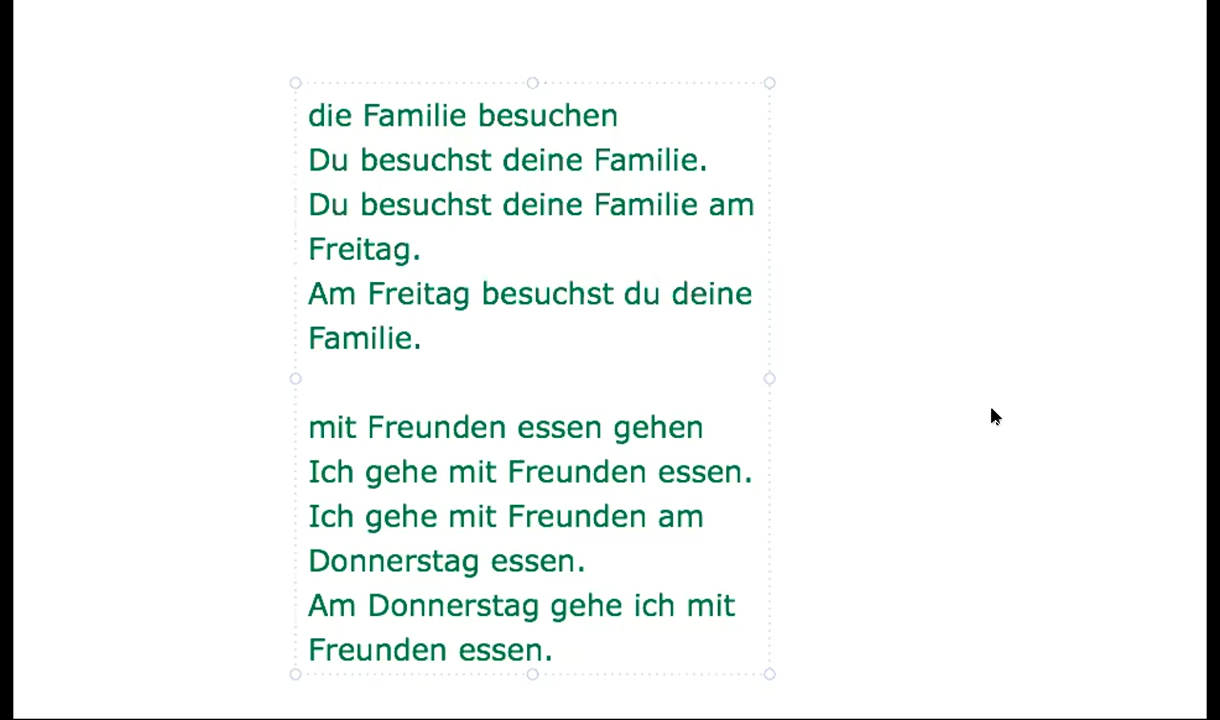 die Familie besuchen
Du besuchst deine Familie.
Du besuchst deine Familie am
Freitag.
Am Freitag besuchst du deine
Familie.
mit Freunden essen gehen
Ich gehe mit Freunden essen.
Ich gehe mit Freunden am
Donnerstag essen.
Am Donnerstag gehe ich mit
Freunden essen.